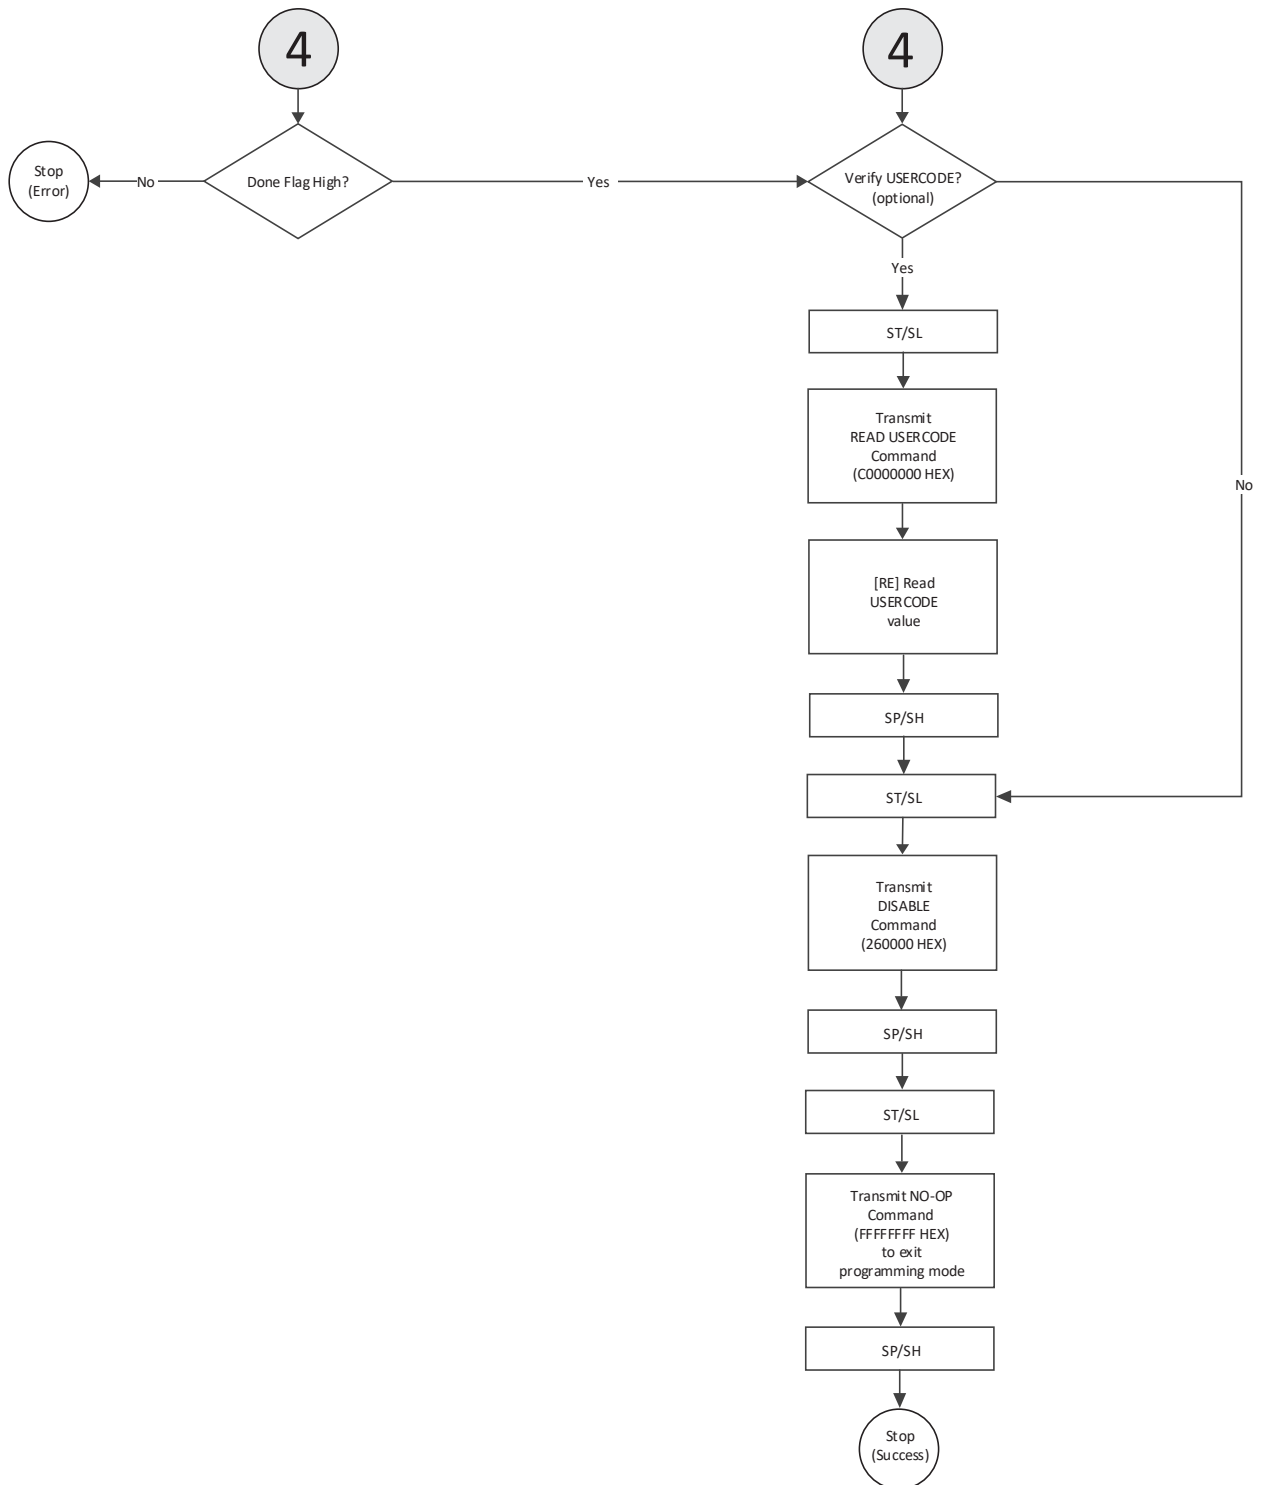 4
4
Stop
(Error)
No
Done Flag High?
Yes
Verify USERCODE?
(optional)
Yes
ST/SL
Transmit
READ USERCODE
Command
(C0000000 HEX)
No
[RE] Read
USERCODE
value
SP/SH
ST/SL
Transmit
DISABLE
Command
(260000 HEX)
SP/SH
ST/SL
Transmit NO-OP
Command
(FFFFFFFF HEX)
to exit
programming mode
SP/SH
Stop
(Success)